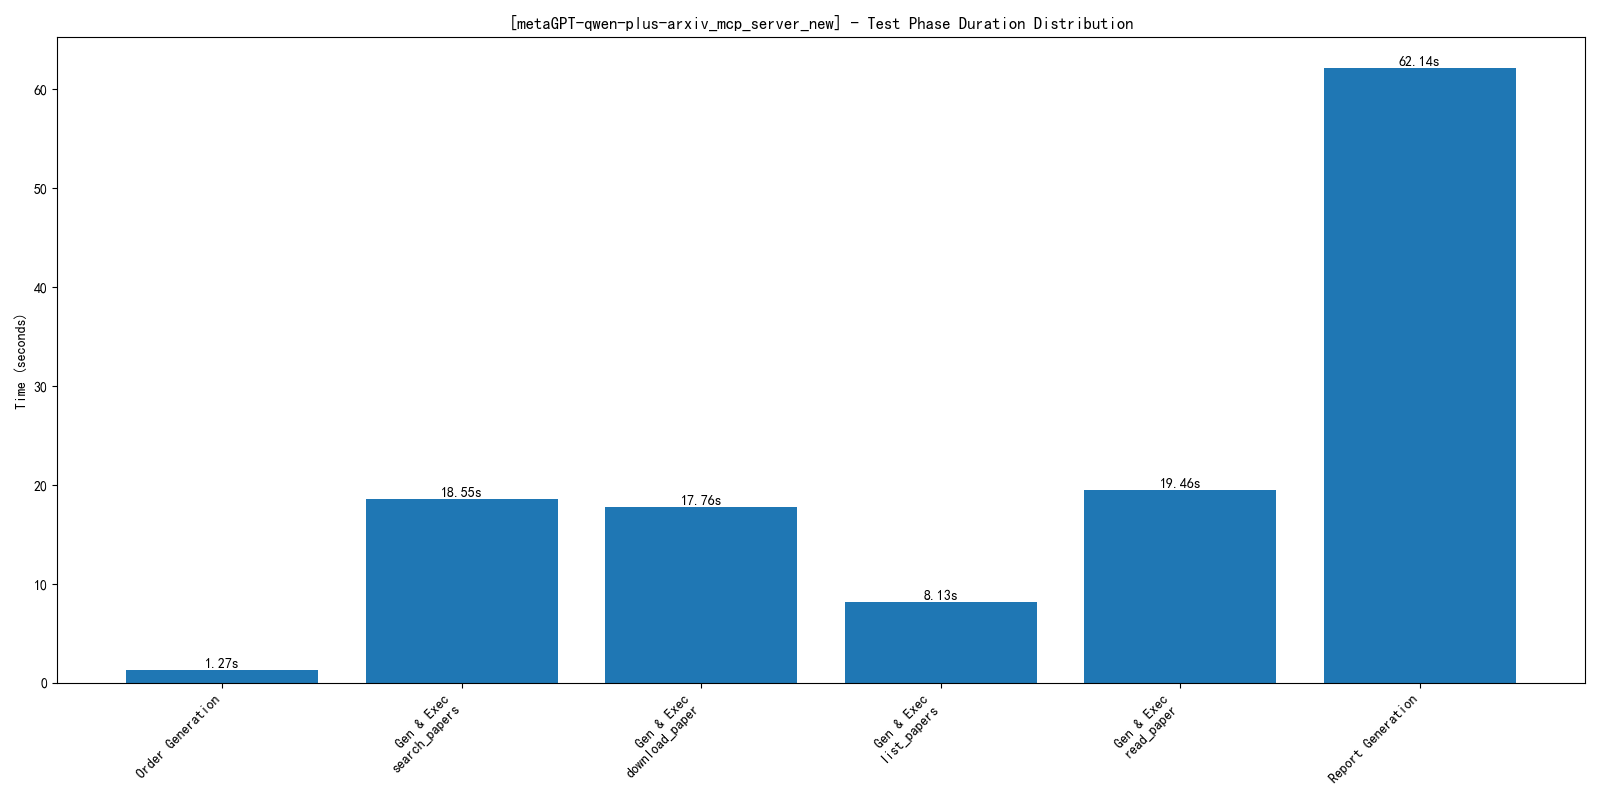 [metaGPT-qwen-plus-arxiv_mcp_server_new] - Test Phase Duration Distribution
Time (seconds)
60
50
40
30
20
10
0
1.27s
18.55s
17.76s
8.13s
19.46s
62.14s
Order Generation
Gen & Exec
search_papers
Gen & Exec
download_paper
Gen & Exec
list_papers
Gen & Exec
read_paper
Report Generation